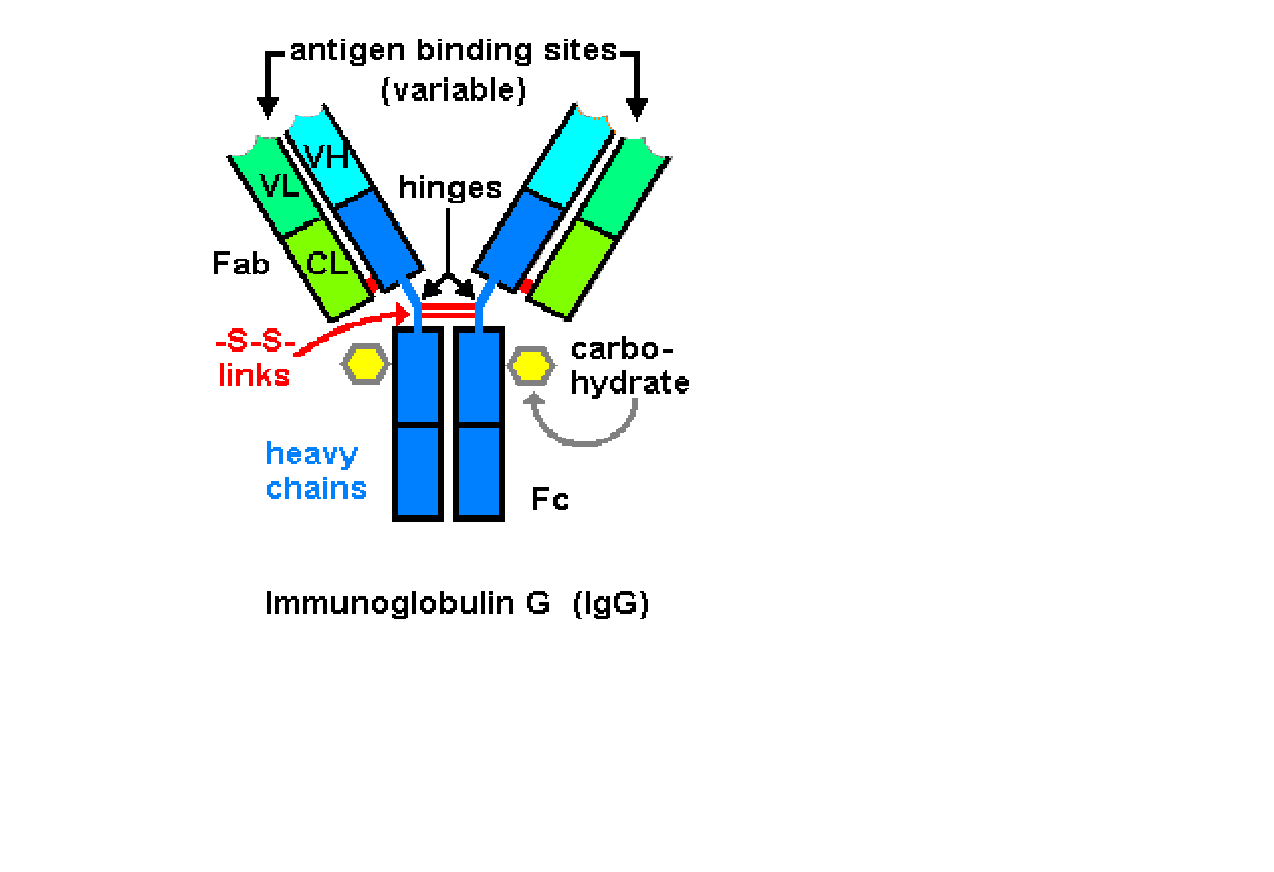 antigen binding sites
(variable)
VH
VL
hinges
Fab
CL
-S-S-
links
carbo-
hydrate
heavy
chains
Fc
Immunoglobulin G (IgG)